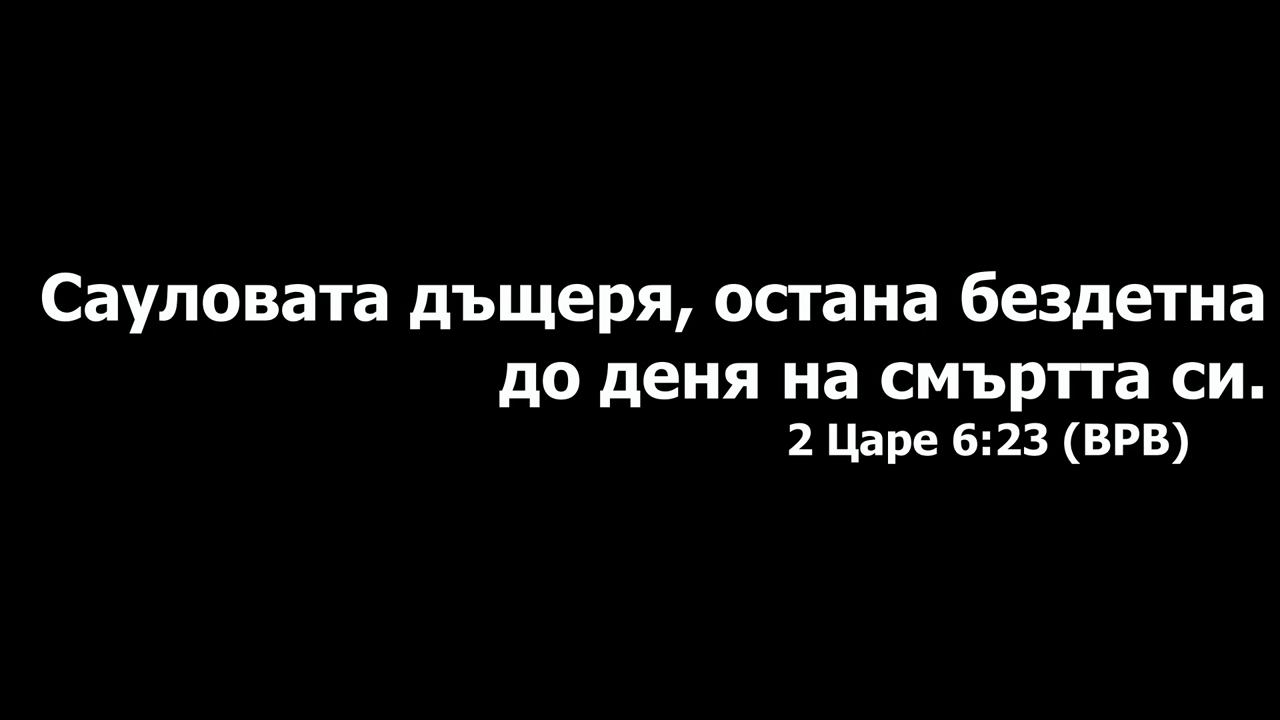 Сауловата дъщеря, остана бездетна
до деня на смъртта си.
2 Царе 6:23 (ВРВ)